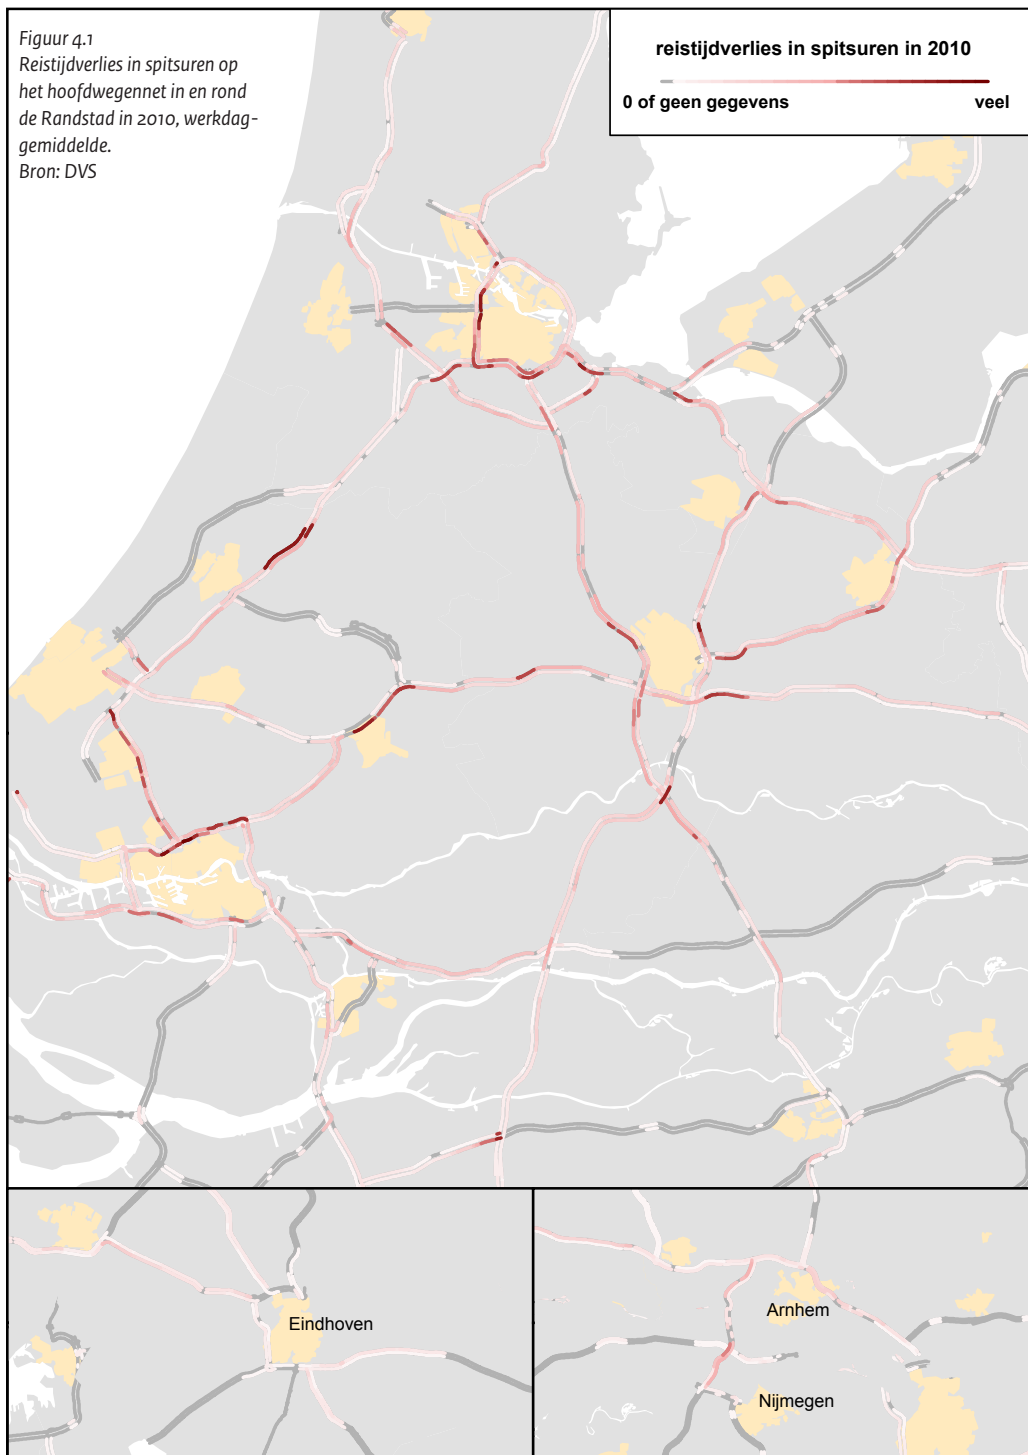 Figuur 4.1
Reistijdverlies in spitsuren op
het hoofdwegennet in en rond
de Randstad in 2010, werkdag-
gemiddelde.
Bron: DVS
reistijdverlies in spitsuren in 2010
0 of geen gegevens veel
Eindhoven
Arnhem
Nijmegen